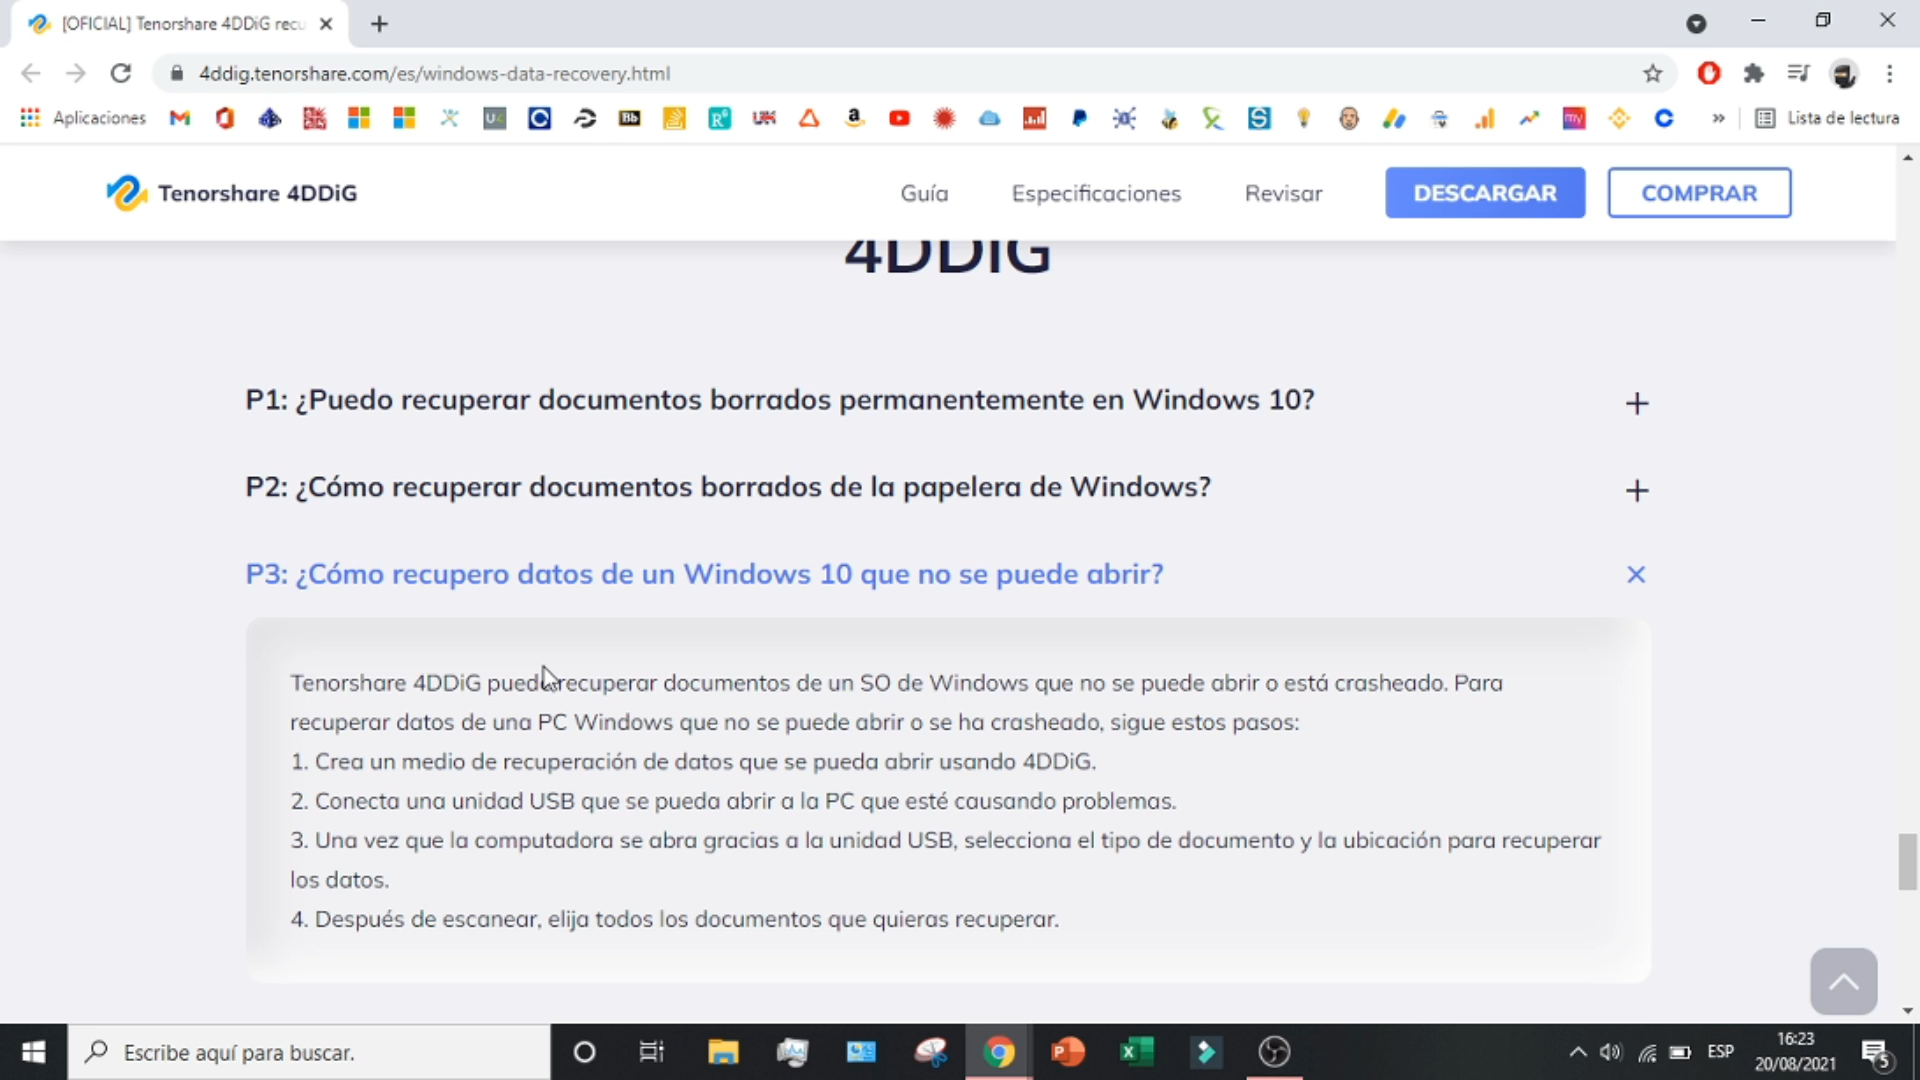 [OFICIAL] Tenorshare 4DDiG recu
4ddig.tenorshare.com/es/windows-data-recovery.html
Aplicaciones
Bb
my
Lista de lectura
Tenorshare 4DDiG
Guía
Especificaciones
Revisar
DESCARGAR
COMPRAR
4DDiG
P1: ¿Puedo recuperar documentos borrados permanentemente en Windows 10?
P2: ¿Cómo recuperar documentos borrados de la papelera de Windows?
P3: ¿Cómo recupero datos de un Windows 10 que no se puede abrir?
Tenorshare 4DDiG puede recuperar documentos de un SO de Windows que no se puede abrir o está crasheado. Para
recuperar datos de una PC Windows que no se puede abrir o se ha crasheado, sigue estos pasos:
1. Crea un medio de recuperación de datos que se pueda abrir usando 4DDiG.
2. Conecta una unidad USB que se pueda abrir a la PC que esté causando problemas.
3. Una vez que la computadora se abra gracias a la unidad USB, selecciona el tipo de documento y la ubicación para recuperar
los datos.
4. Después de escanear, elija todos los documentos que quieras recuperar.
Escribe aquí para buscar.
ESP
16:23
20/08/2021
5